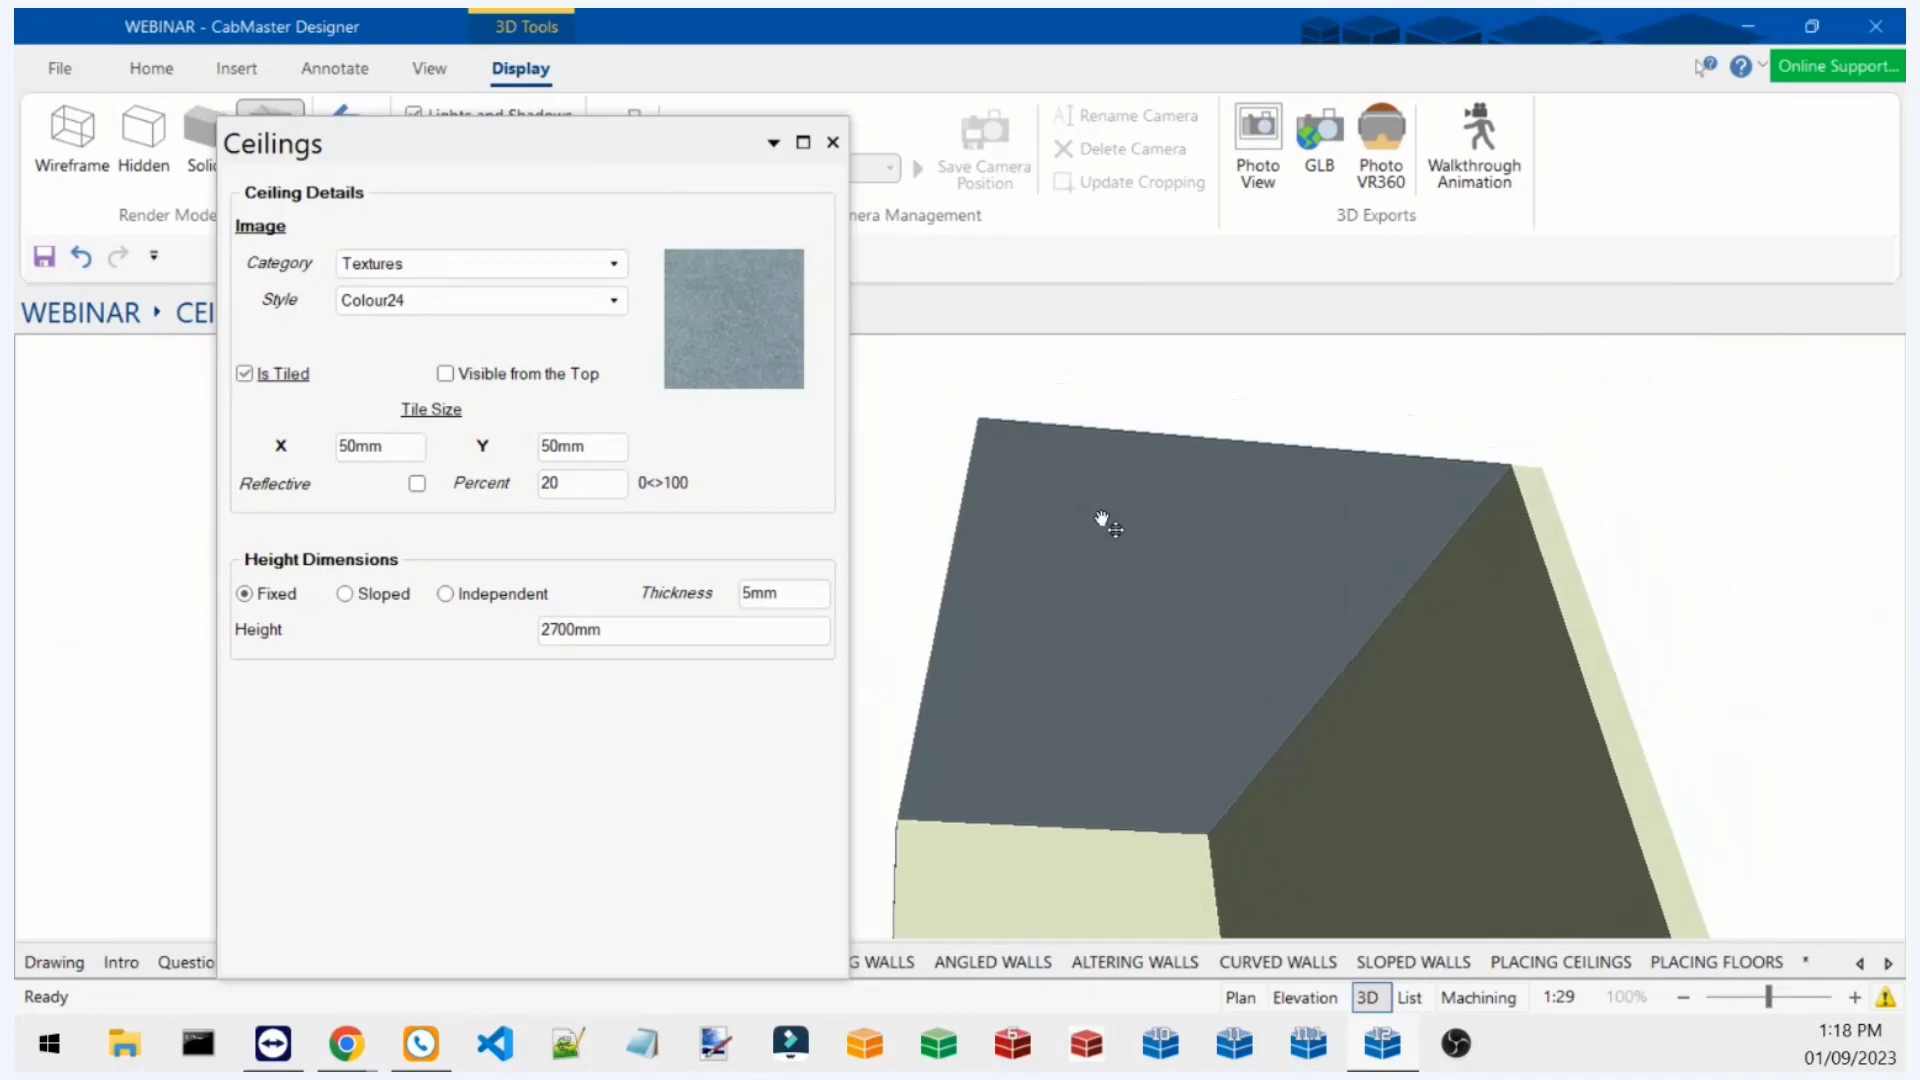 WEBINAR - CabMaster Designer
3D Tools
File
Home
Insert
Annotate
View
Display
Online Support...
Wireframe
Hidden
Render Mode
WEBINAR
Ceilings
Ceiling Details
Image
Category
Textures
Style
Colour24
Is Tiled
Visible from the Top
Tile Size
X
50mm
Y
50mm
Reflective
Percent
20
0<>100
Height Dimensions
Fixed
Sloped
Independent
Thickness
5mm
Height
2700mm
Save Camera
Position
Rename Camera
Delete Camera
Update Cropping
Management
Photo
View
GLB
Photo
VR360
Walkthrough
Animation
3D Exports
Drawing
Intro
Questio
G WALLS
ANGLED WALLS
ALTERING WALLS
CURVED WALLS
SLOPED WALLS
PLACING CEILINGS
PLACING FLOORS
*
Ready
Plan
Elevation
3D
List
Machining
1:29
100%
1:18 PM
01/09/2023